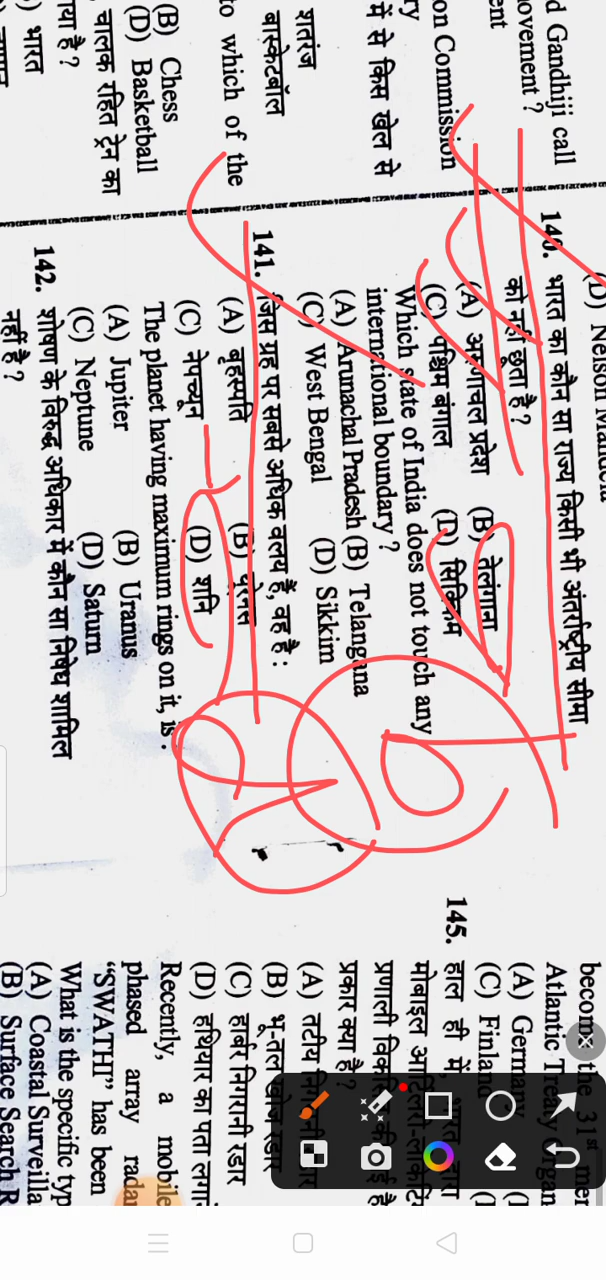 d Gandhiji call
ovement ?
ent
on Commission
ry
में से किस खेल से
शतरंज
बास्केटबॉल
to which of the
(B) Chess
(D) Basketball
चालक रहित ट्रेन का
या है ?
भारत
(D) Nelson Mandela
140. भारत का कौन सा राज्य किसी भी अंतर्राष्ट्रीय सीमा
को नहीं छूता है ?
(A) अरुणाचल प्रदेश (B) तेलंगाना
(C) पश्चिम बंगाल (D) सिक्किम
Which state of India does not touch any
international boundary ?
(A) Arunachal Pradesh (B) Telangana
(C) West Bengal (D) Sikkim
141. जिस ग्रह पर सबसे अधिक वलय हैं, वह है :
(A) बृहस्पति (B) यूरेनस
(C) नेपच्यून (D) शनि
The planet having maximum rings on it, is :
(A) Jupiter (B) Uranus
(C) Neptune (D) Saturn
142. शोषण के विरुद्ध अधिकार में कौन सा निषेध शामिल
नहीं है ?
become the 31st mem
Atlantic Treaty Organ
(A) Germany
(C) Finland
145. हाल ही में,
मोबाइल
प्रणाली
प्रकार क्या है ?
(A) तटीय
(B) भू-तल खोज रडार
(C) हार्बर निगरानी रडार
(D) हथियार का पता लगा
Recently, a mobile
phased array radar
“SWATHI” has been
What is the specific typ
(A) Coastal Surveilla
(B) Surface Search R